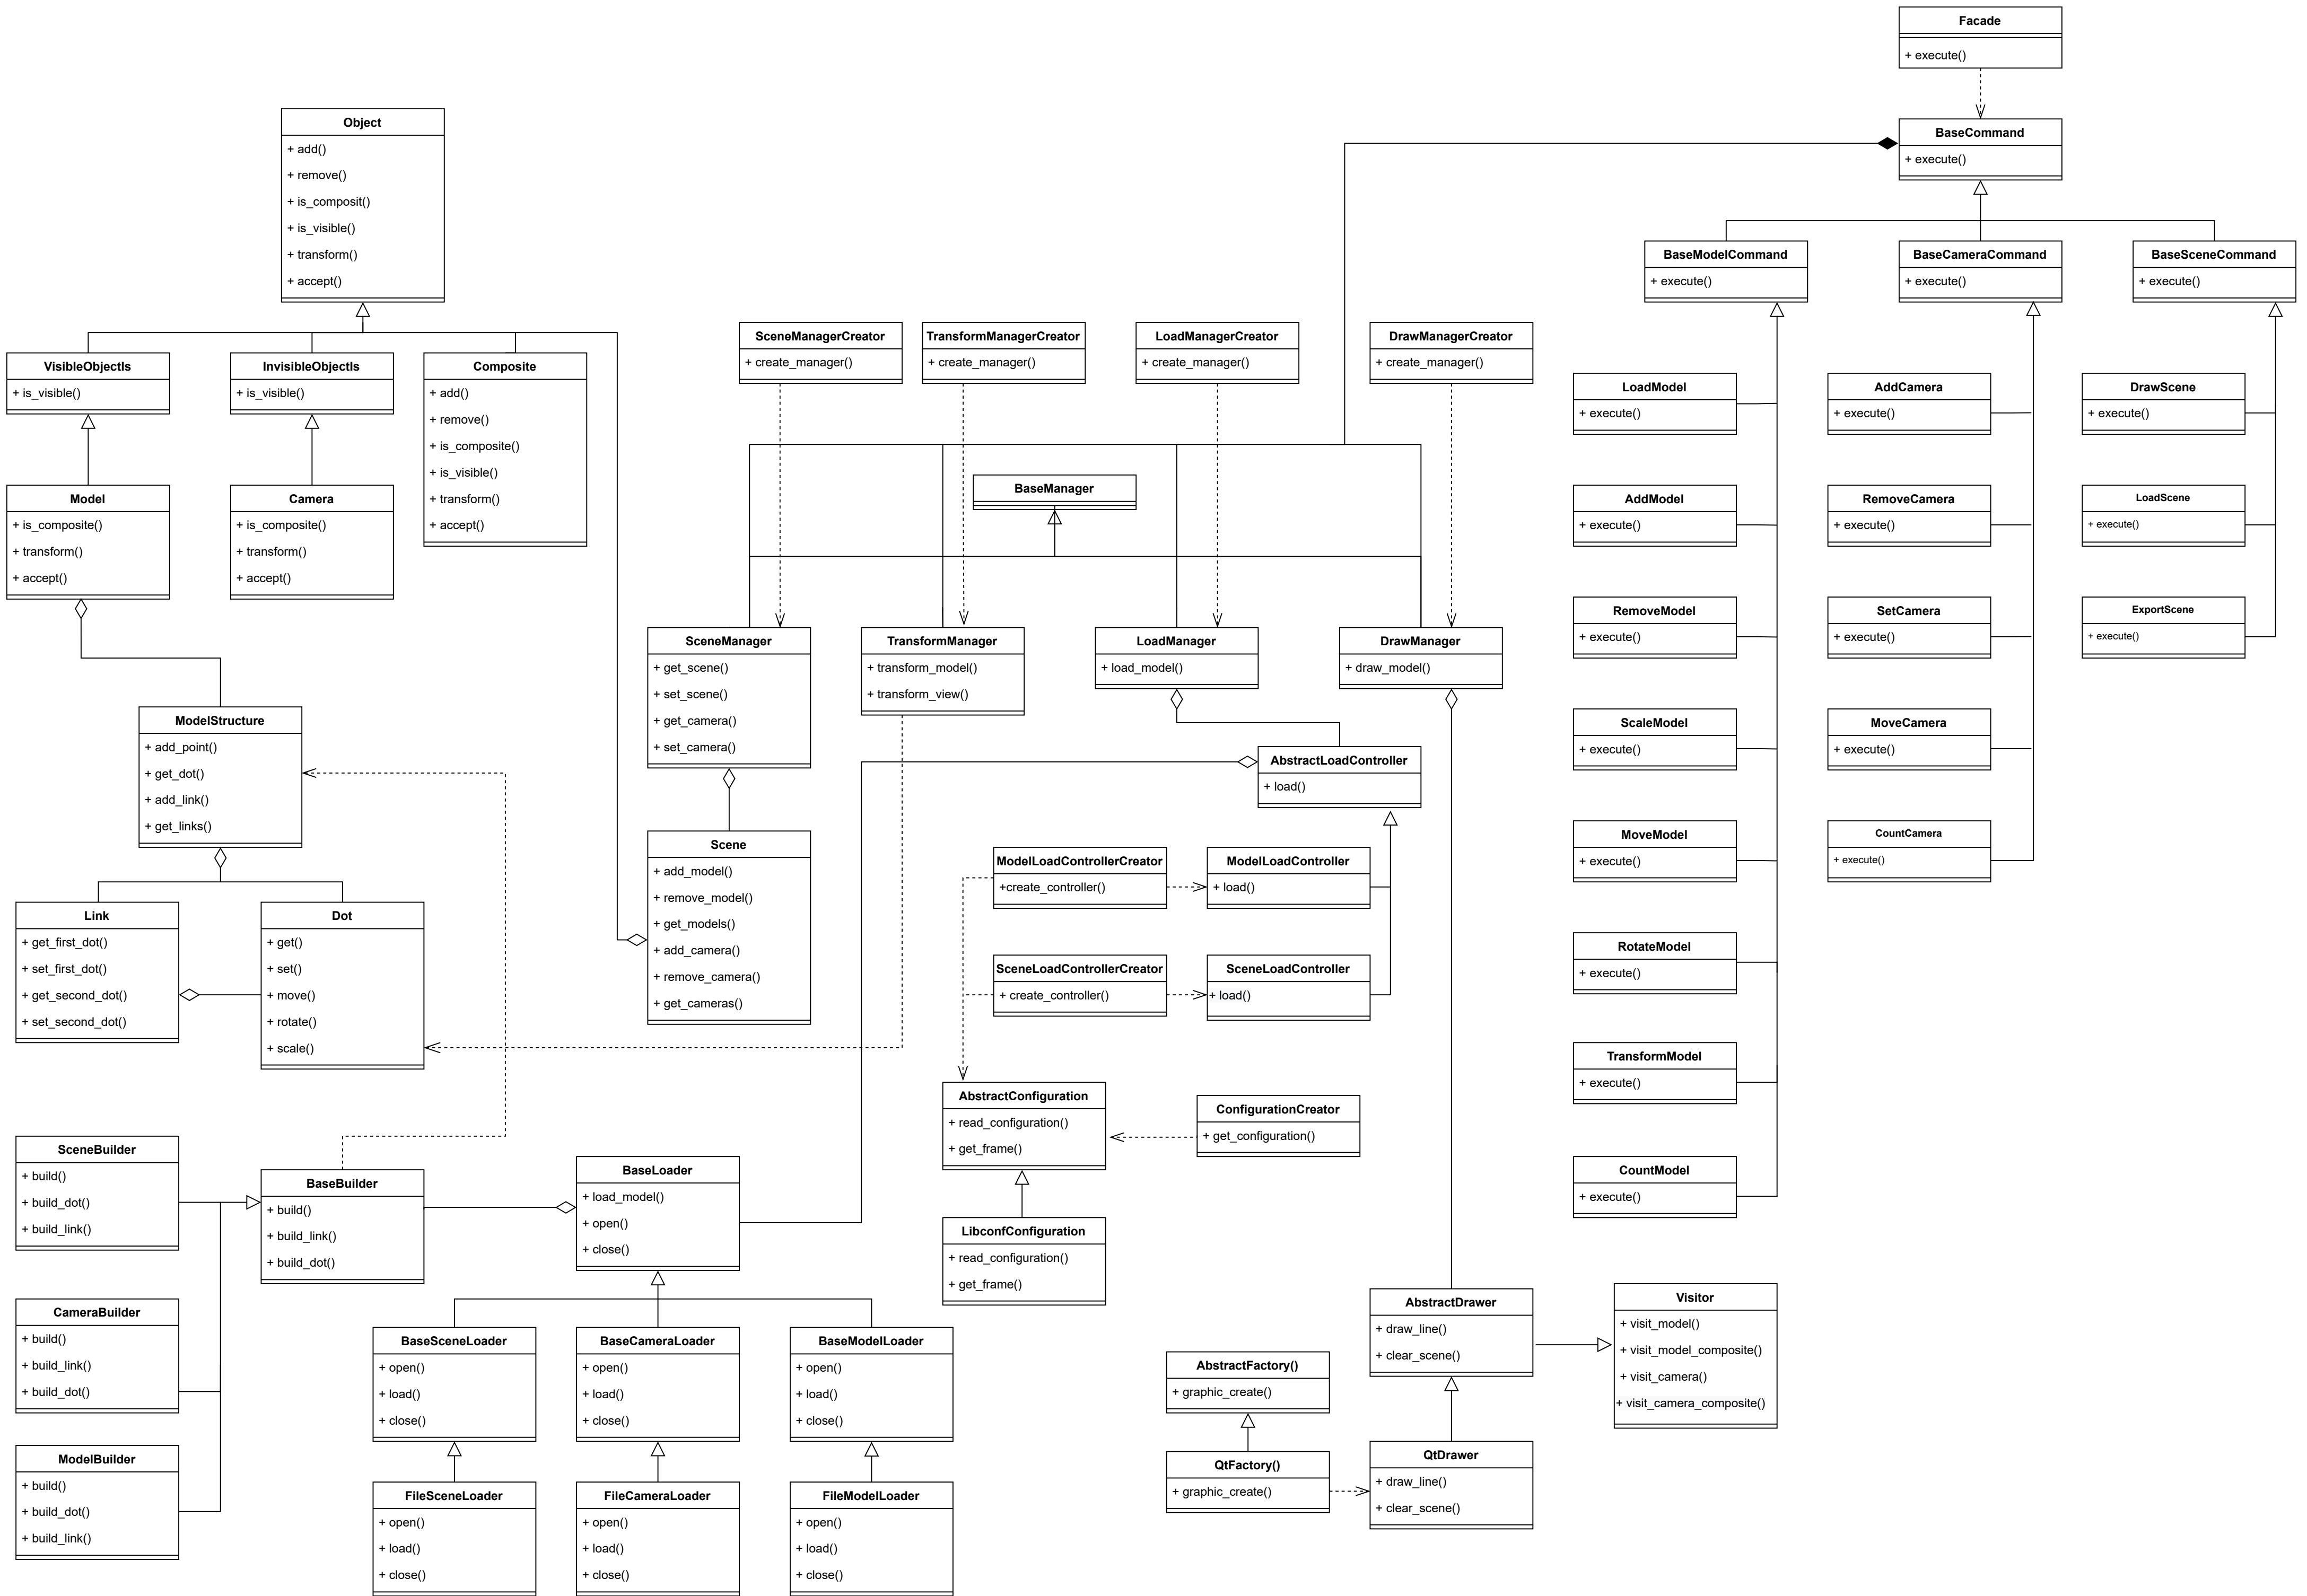 Facade
+ execute()
BaseCommand
+ execute()
Object
+ add()
+ remove()
+ is_composit()
+ is_visible()
+ transform()
+ accept()
BaseModelCommand
+ execute()
BaseCameraCommand
+ execute()
BaseSceneCommand
+ execute()
SceneManagerCreator
+ create_manager()
TransformManagerCreator
+ create_manager()
LoadManagerCreator
+ create_manager()
DrawManagerCreator
+ create_manager()
VisibleObjectIs
+ is_visible()
InvisibleObjectIs
+ is_visible()
Composite
+ add()
+ remove()
+ is_composite()
+ is_visible()
+ transform()
+ accept()
LoadModel
+ execute()
AddCamera
+ execute()
DrawScene
+ execute()
BaseManager
Model
+ is_composite()
+ transform()
+ accept()
Camera
+ is_composite()
+ transform()
+ accept()
AddModel
+ execute()
RemoveCamera
+ execute()
LoadScene
+ execute()
RemoveModel
+ execute()
SetCamera
+ execute()
ExportScene
+ execute()
SceneManager
+ get_scene()
+ set_scene()
+ get_camera()
+ set_camera()
TransformManager
+ transform_model()
+ transform_view()
LoadManager
+ load_model()
DrawManager
+ draw_model()
ModelStructure
+ add_point()
+ get_dot()
+ add_link()
+ get_links()
ScaleModel
+ execute()
MoveCamera
+ execute()
AbstractLoadController
+ load()
Scene
+ add_model()
+ remove_model()
+ get_models()
+ add_camera()
+ remove_camera()
+ get_cameras()
MoveModel
+ execute()
CountCamera
+ execute()
ModelLoadControllerCreator
+create_controller()
ModelLoadController
+ load()
Link
+ get_first_dot()
+ set_first_dot()
+ get_second_dot()
+ set_second_dot()
Dot
+ get()
+ set()
+ move()
+ rotate()
+ scale()
RotateModel
+ execute()
SceneLoadControllerCreator
+ create_controller()
SceneLoadController
+ load()
TransformModel
+ execute()
AbstractConfiguration
+ read_configuration()
+ get_frame()
ConfigurationCreator
+ get_configuration()
SceneBuilder
+ build()
+ build_dot()
+ build_link()
BaseBuilder
+ build()
+ build_link()
+ build_dot()
BaseLoader
+ load_model()
+ open()
+ close()
CountModel
+ execute()
LibconfConfiguration
+ read_configuration()
+ get_frame()
CameraBuilder
+ build()
+ build_link()
+ build_dot()
BaseSceneLoader
+ open()
+ load()
+ close()
BaseCameraLoader
+ open()
+ load()
+ close()
BaseModelLoader
+ open()
+ load()
+ close()
AbstractDrawer
+ draw_line()
+ clear_scene()
Visitor
+ visit_model()
+ visit_model_composite()
+ visit_camera()
+ visit_camera_composite()
AbstractFactory()
+ graphic_create()
ModelBuilder
+ build()
+ build_dot()
+ build_link()
QtFactory()
+ graphic_create()
QtDrawer
+ draw_line()
+ clear_scene()
FileSceneLoader
+ open()
+ load()
+ close()
FileCameraLoader
+ open()
+ load()
+ close()
FileModelLoader
+ open()
+ load()
+ close()